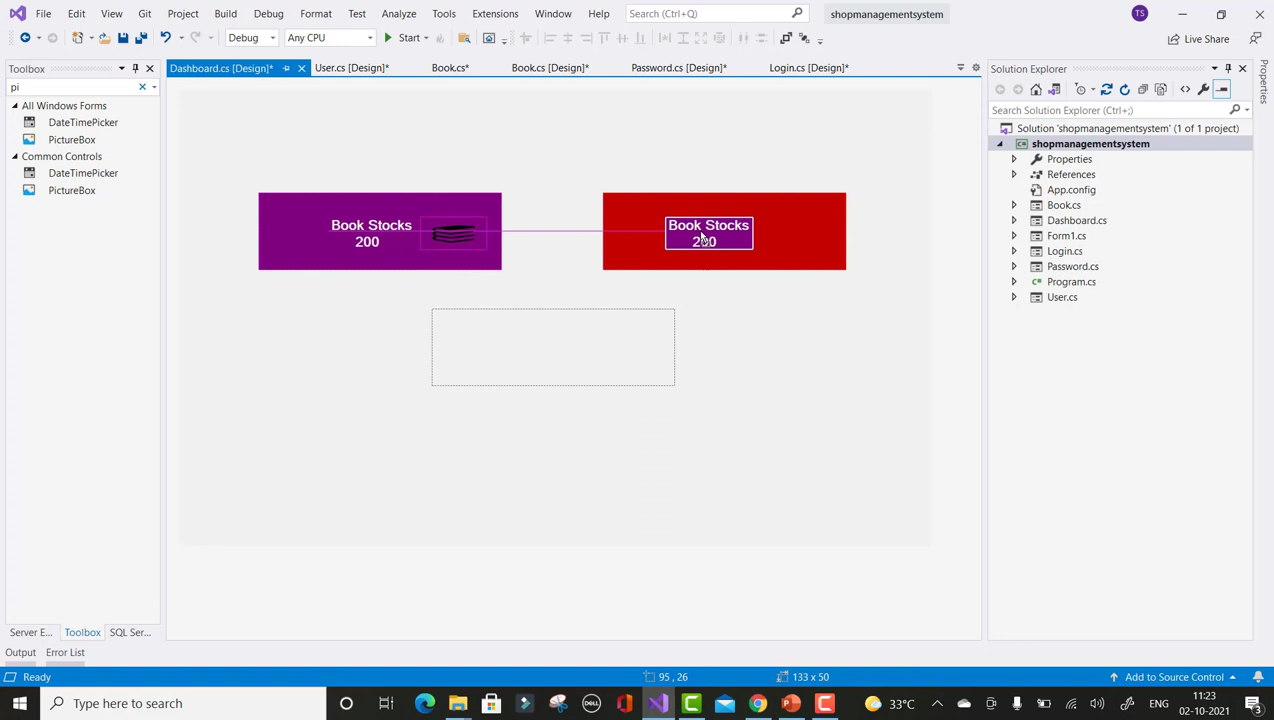 File Edit View Git Project Build Debug Format Test Analyze Tools Extensions Window Help Search (Ctrl+Q) shopmanagementsystem TS
Debug Any CPU Start Live Share
Toolbox Dashboard.cs [Design]* User.cs [Design]* Book.cs* Book.cs [Design]* Password.cs [Design]* Login.cs [Design]* Solution Explorer
pi
All Windows Forms
DateTimePicker
PictureBox
Common Controls
DateTimePicker
PictureBox
Book Stocks
200
Book Stocks
Search Solution Explorer (Ctrl+;)
Solution 'shopmanagementsystem' (1 of 1 project)
shopmanagementsystem
Properties
References
App.config
Book.cs
Dashboard.cs
Form1.cs
Login.cs
Password.cs
Program.cs
User.cs
Properties
Server E... Toolbox SQL Ser...
Output Error List
Ready 95 , 26 133 x 50 Add to Source Control
Type here to search DELL 33°C ENG 11:23
02-10-2021
3